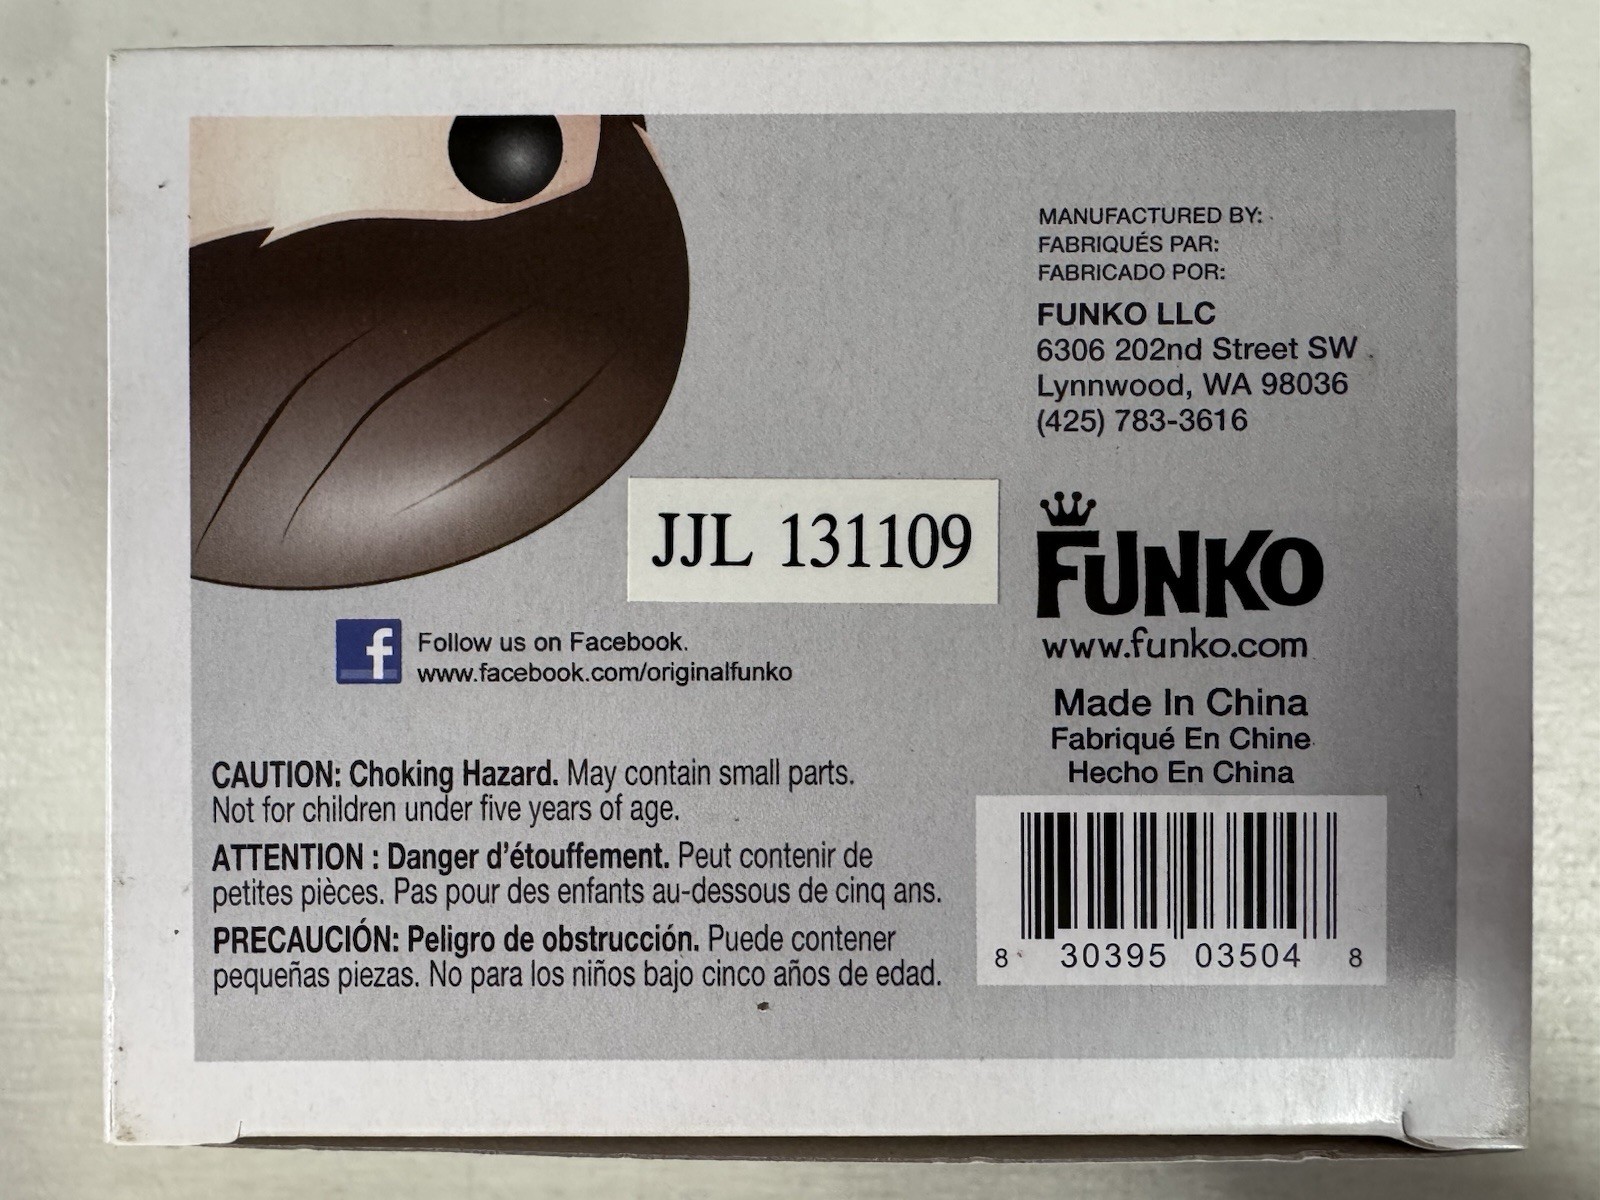 MANUFACTURED BY:
FABRIQUÉS PAR:
FABRICADO POR:
FUNKO LLC
6306 202nd Street SW
Lynnwood, WA 98036
(425) 783-3616
JJL 131109
FUNKO
www.funko.com
f Follow us on Facebook.
www.facebook.com/originalfunko
Made In China
Fabriqué En Chine
Hecho En China
CAUTION: Choking Hazard. May contain small parts.
Not for children under five years of age.
ATTENTION : Danger d'étouffement. Peut contenir de
petites pièces. Pas pour des enfants au-dessous de cinq ans.
PRECAUCIÓN: Peligro de obstrucción. Puede contener
pequeñas piezas. No para los niños bajo cinco años de edad.
8 30395 03504 8